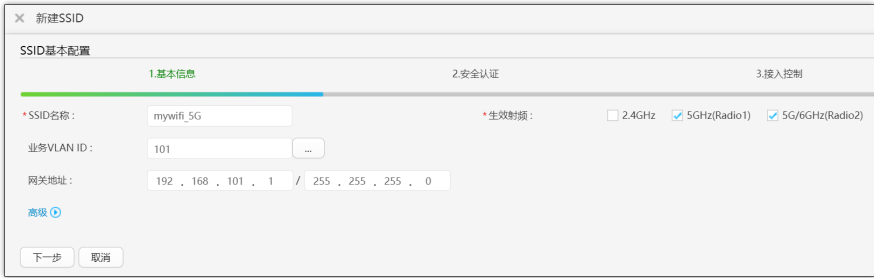 新建SSID
SSID基本配置
1.基本信息 2.安全认证 3.接入控制
*SSID名称： mywifi_5G *生效射频： 2.4GHz 5GHz(Radio1) 5G/6GHz(Radio2)
业务VLAN ID： 101 ...
网关地址： 192 . 168 . 101 . 1 / 255 . 255 . 255 . 0
高级
下一步 取消